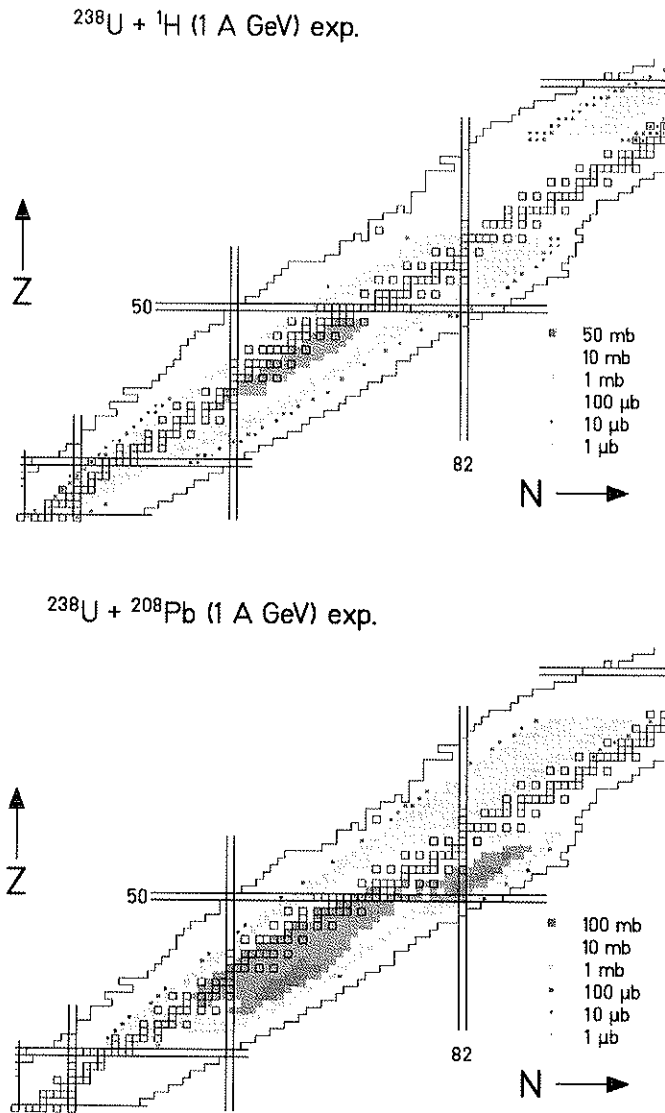 ²³⁸U + ¹H (1 A GeV) exp.
Z
50
50 mb
10 mb
1 mb
100 μb
10 μb
1 μb
82
N
²³⁸U + ²⁰⁸Pb (1 A GeV) exp.
Z
50
100 mb
10 mb
1 mb
100 μb
10 μb
1 μb
82
N